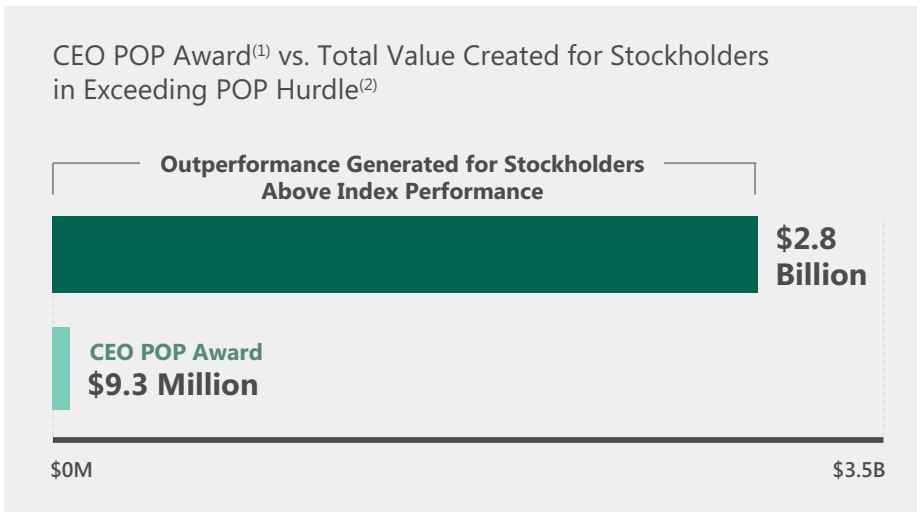 CEO POP Award(1) vs. Total Value Created for Stockholders
in Exceeding POP Hurdle(2)
Outperformance Generated for Stockholders
Above Index Performance
$2.8
Billion
CEO POP Award
$9.3 Million
$0M
$3.5B